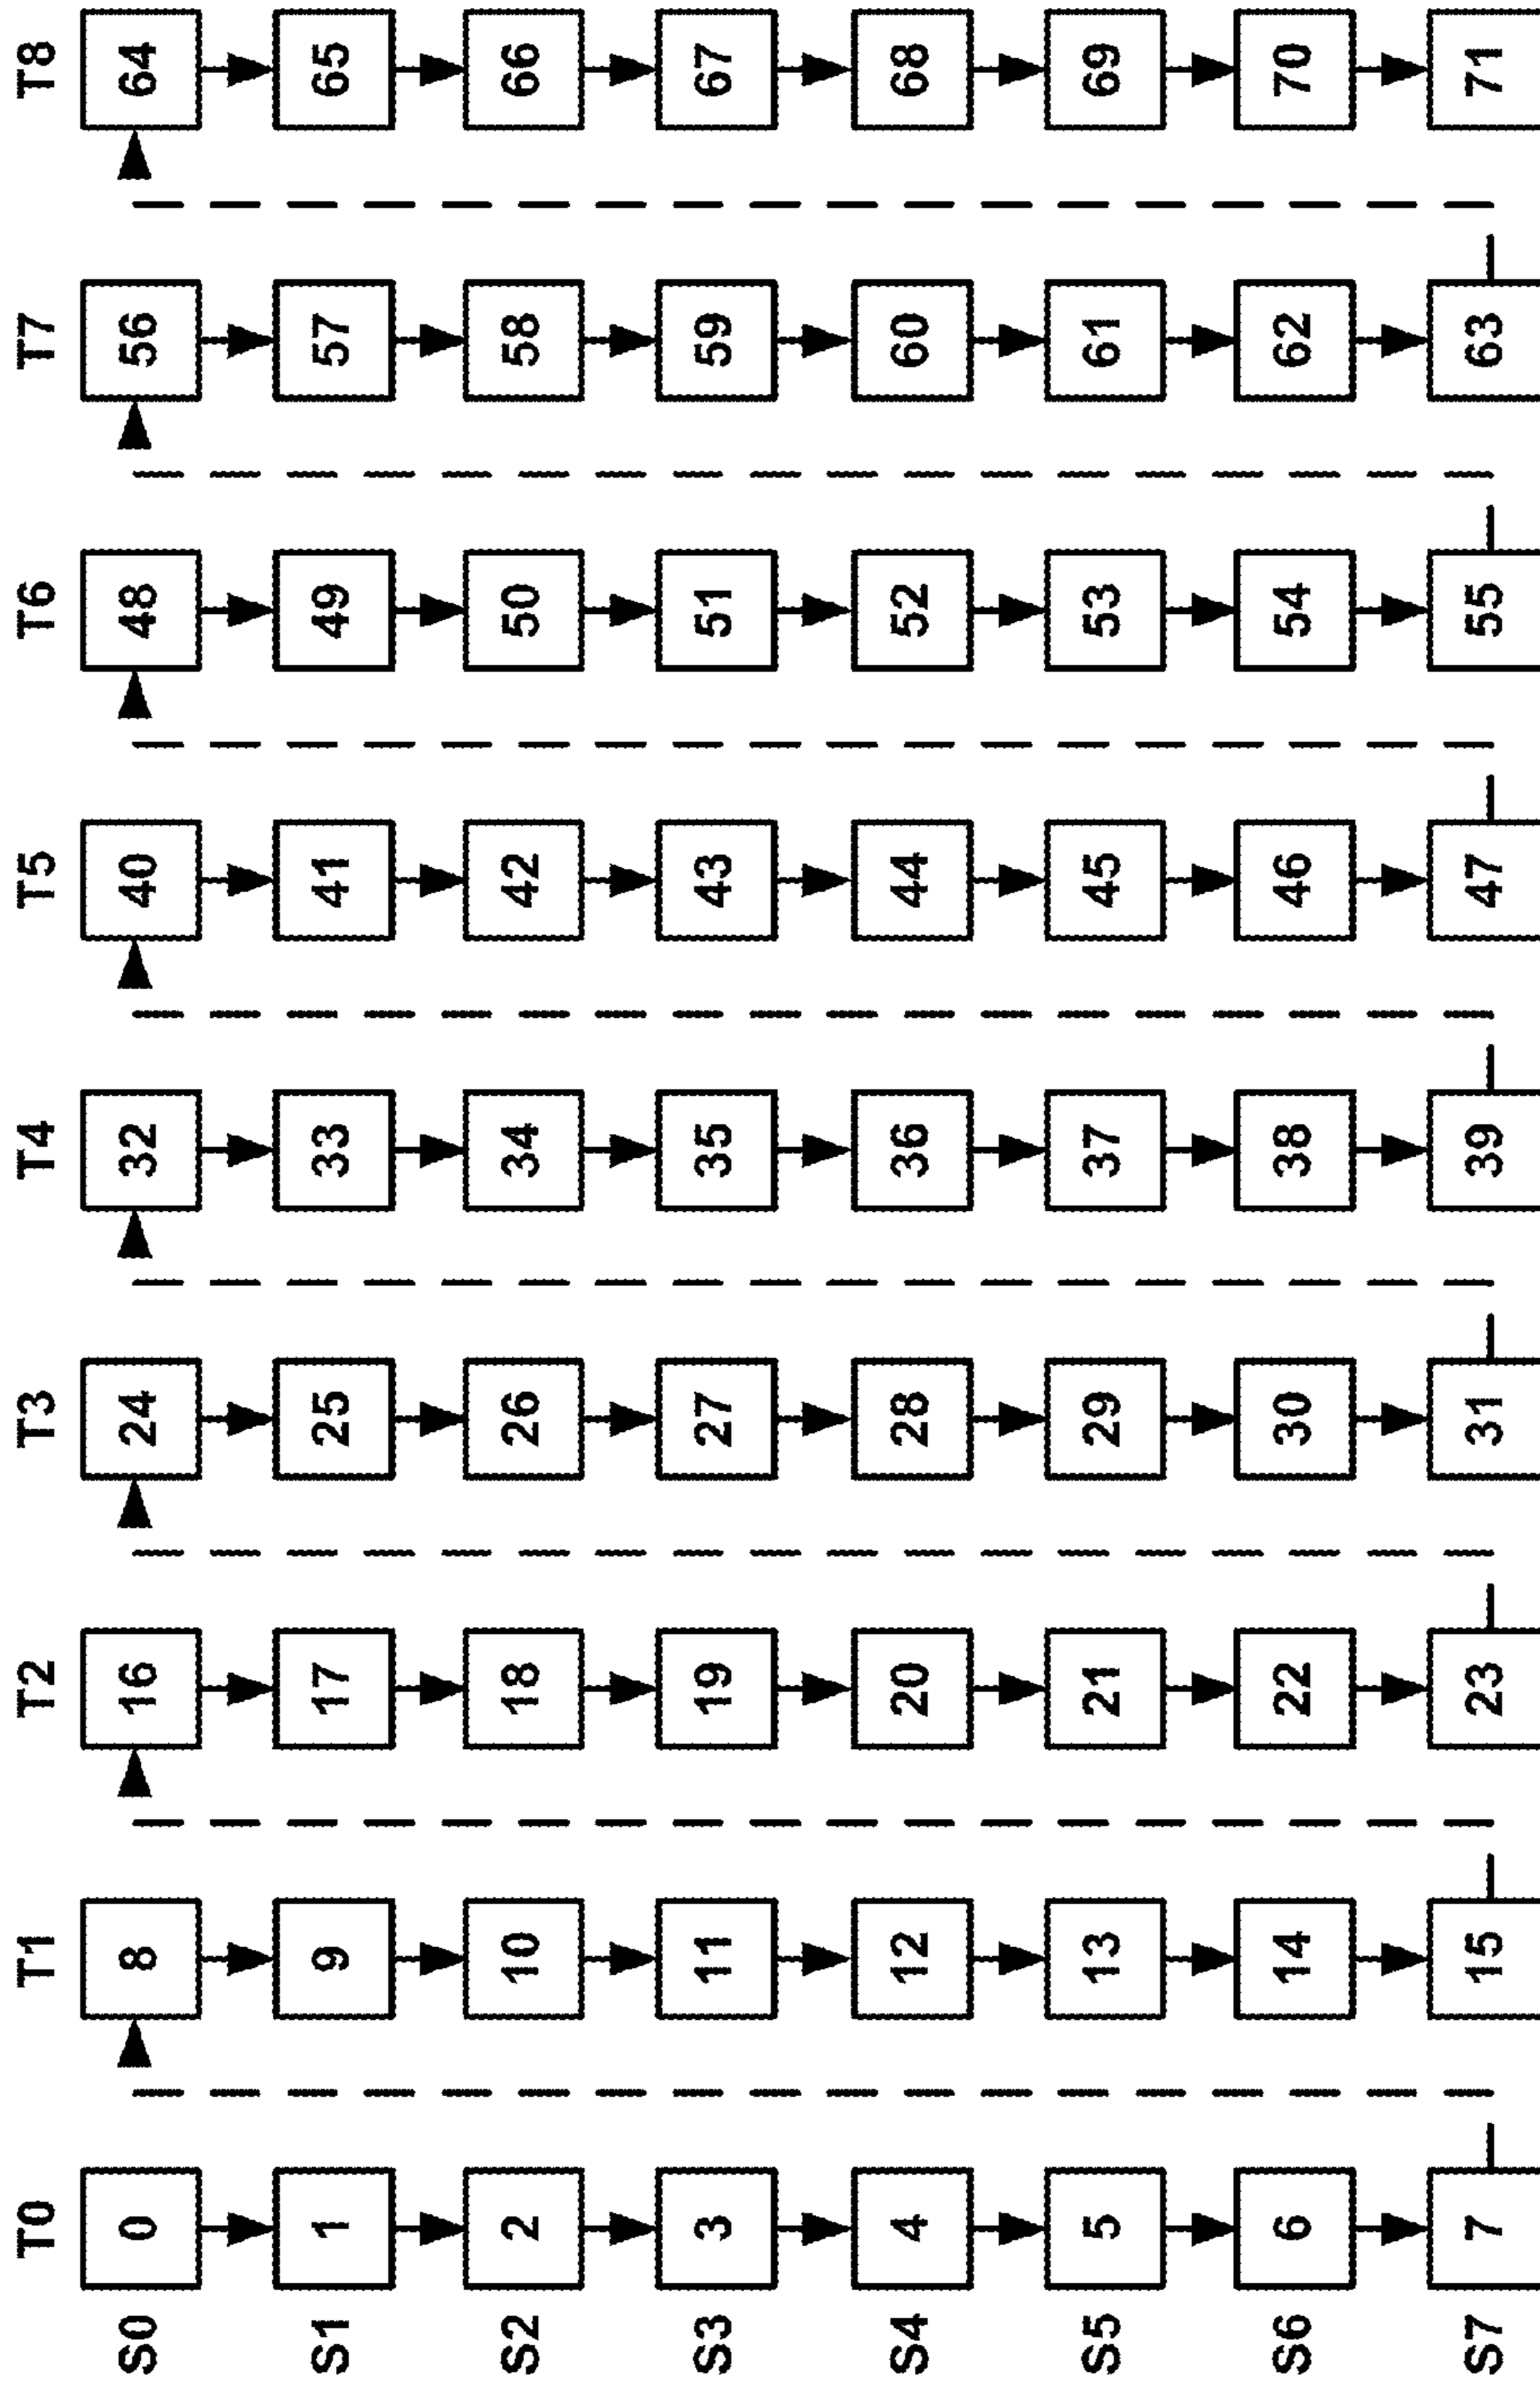 T0 T1 T2 T3 T4 T5 T6 T7 T8
S0 0 8 16 24 32 40 48 56 64
S1 1 9 17 25 33 41 49 57 65
S2 2 10 18 26 34 42 50 58 66
S3 3 11 19 27 35 43 51 59 67
S4 4 12 20 28 36 44 52 60 68
S5 5 13 21 29 37 45 53 61 69
S6 6 14 22 30 38 46 54 62 70
S7 7 15 23 31 39 47 55 63 71